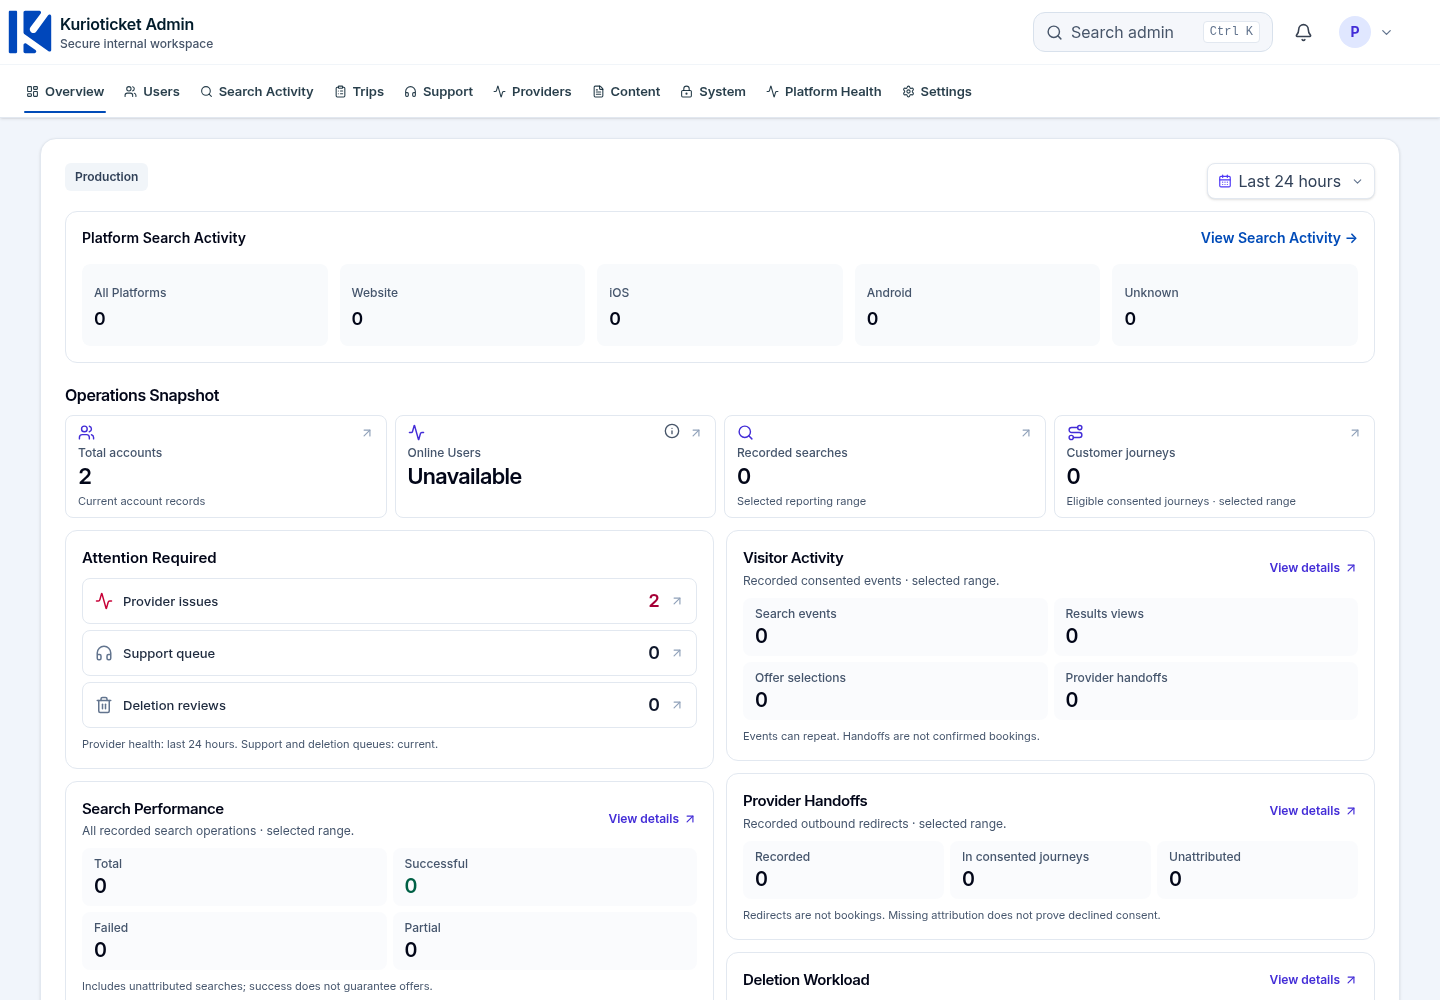 Kurioticket Admin
Secure internal workspace
Search admin
Ctrl K
P
Overview
Users
Search Activity
Trips
Support
Providers
Content
System
Platform Health
Settings
Production
Last 24 hours
Platform Search Activity
View Search Activity →
All Platforms
0
Website
0
iOS
0
Android
0
Unknown
0
Operations Snapshot
Total accounts
2
Current account records
Online Users
Unavailable
Recorded searches
0
Selected reporting range
Customer journeys
0
Eligible consented journeys · selected range
Attention Required
Provider issues
2
Support queue
0
Deletion reviews
0
Provider health: last 24 hours. Support and deletion queues: current.
Visitor Activity
Recorded consented events · selected range.
View details
Search events
0
Results views
0
Offer selections
0
Provider handoffs
0
Events can repeat. Handoffs are not confirmed bookings.
Search Performance
All recorded search operations · selected range.
View details
Total
0
Successful
0
Failed
0
Partial
0
Includes unattributed searches; success does not guarantee offers.
Provider Handoffs
Recorded outbound redirects · selected range.
View details
Recorded
0
In consented journeys
0
Unattributed
0
Redirects are not bookings. Missing attribution does not prove declined consent.
Deletion Workload
View details